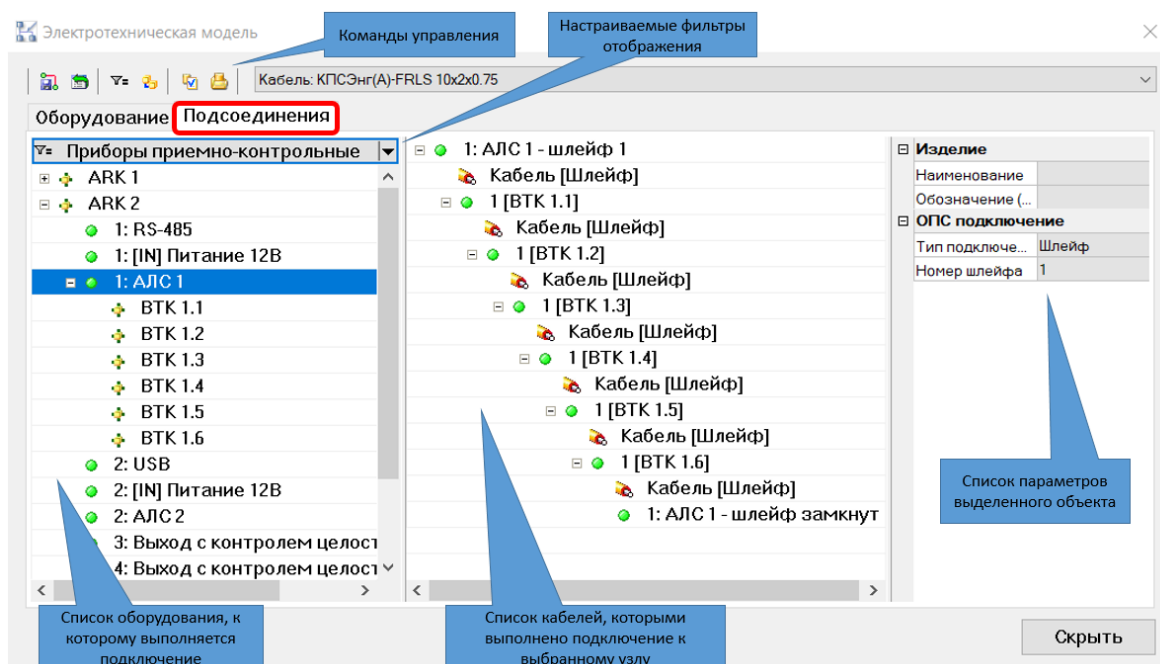 Электротехническая модель
Команды управления
Настраиваемые фильтры
отображения
Кабель: КПСЭнг(А)-FRLS 10x2x0.75
Оборудование
Подсоединения
Приборы приемно-контрольные
ARK 1
ARK 2
1: RS-485
1: [IN] Питание 12В
1: АЛС 1
ВТК 1.1
ВТК 1.2
ВТК 1.3
ВТК 1.4
ВТК 1.5
ВТК 1.6
2: USB
2: [IN] Питание 12В
2: АЛС 2
3: Выход с контролем целост
4: Выход с контролем целост
1: АЛС 1 - шлейф 1
Кабель [Шлейф]
1 [ВТК 1.1]
Кабель [Шлейф]
1 [ВТК 1.2]
Кабель [Шлейф]
1 [ВТК 1.3]
Кабель [Шлейф]
1 [ВТК 1.4]
Кабель [Шлейф]
1 [ВТК 1.5]
Кабель [Шлейф]
1 [ВТК 1.6]
Кабель [Шлейф]
1: АЛС 1 - шлейф замкнут
Изделие
Наименование
Обозначение (...
ОПС подключение
Тип подключе... Шлейф
Номер шлейфа 1
Список параметров
выделенного объекта
Список оборудования, к
которому выполняется
подключение
Список кабелей, которыми
выполнено подключение к
выбранному узлу
Скрыть